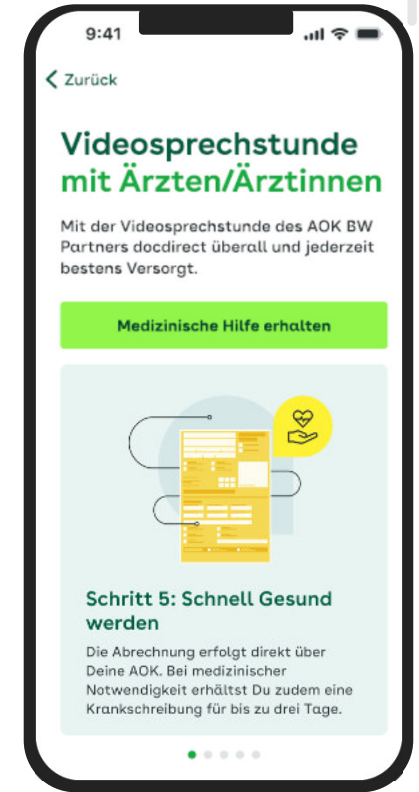 9:41
Zurück
Videosprechstunde
mit Ärzten/Ärztinnen
Mit der Videosprechstunde des AOK BW
Partners docdirect überall und jederzeit
bestens Versorgt.
Medizinische Hilfe erhalten
Schritt 5: Schnell Gesund
werden
Die Abrechnung erfolgt direkt über
Deine AOK. Bei medizinischer
Notwendigkeit erhältst Du zudem eine
Krankschreibung für bis zu drei Tage.